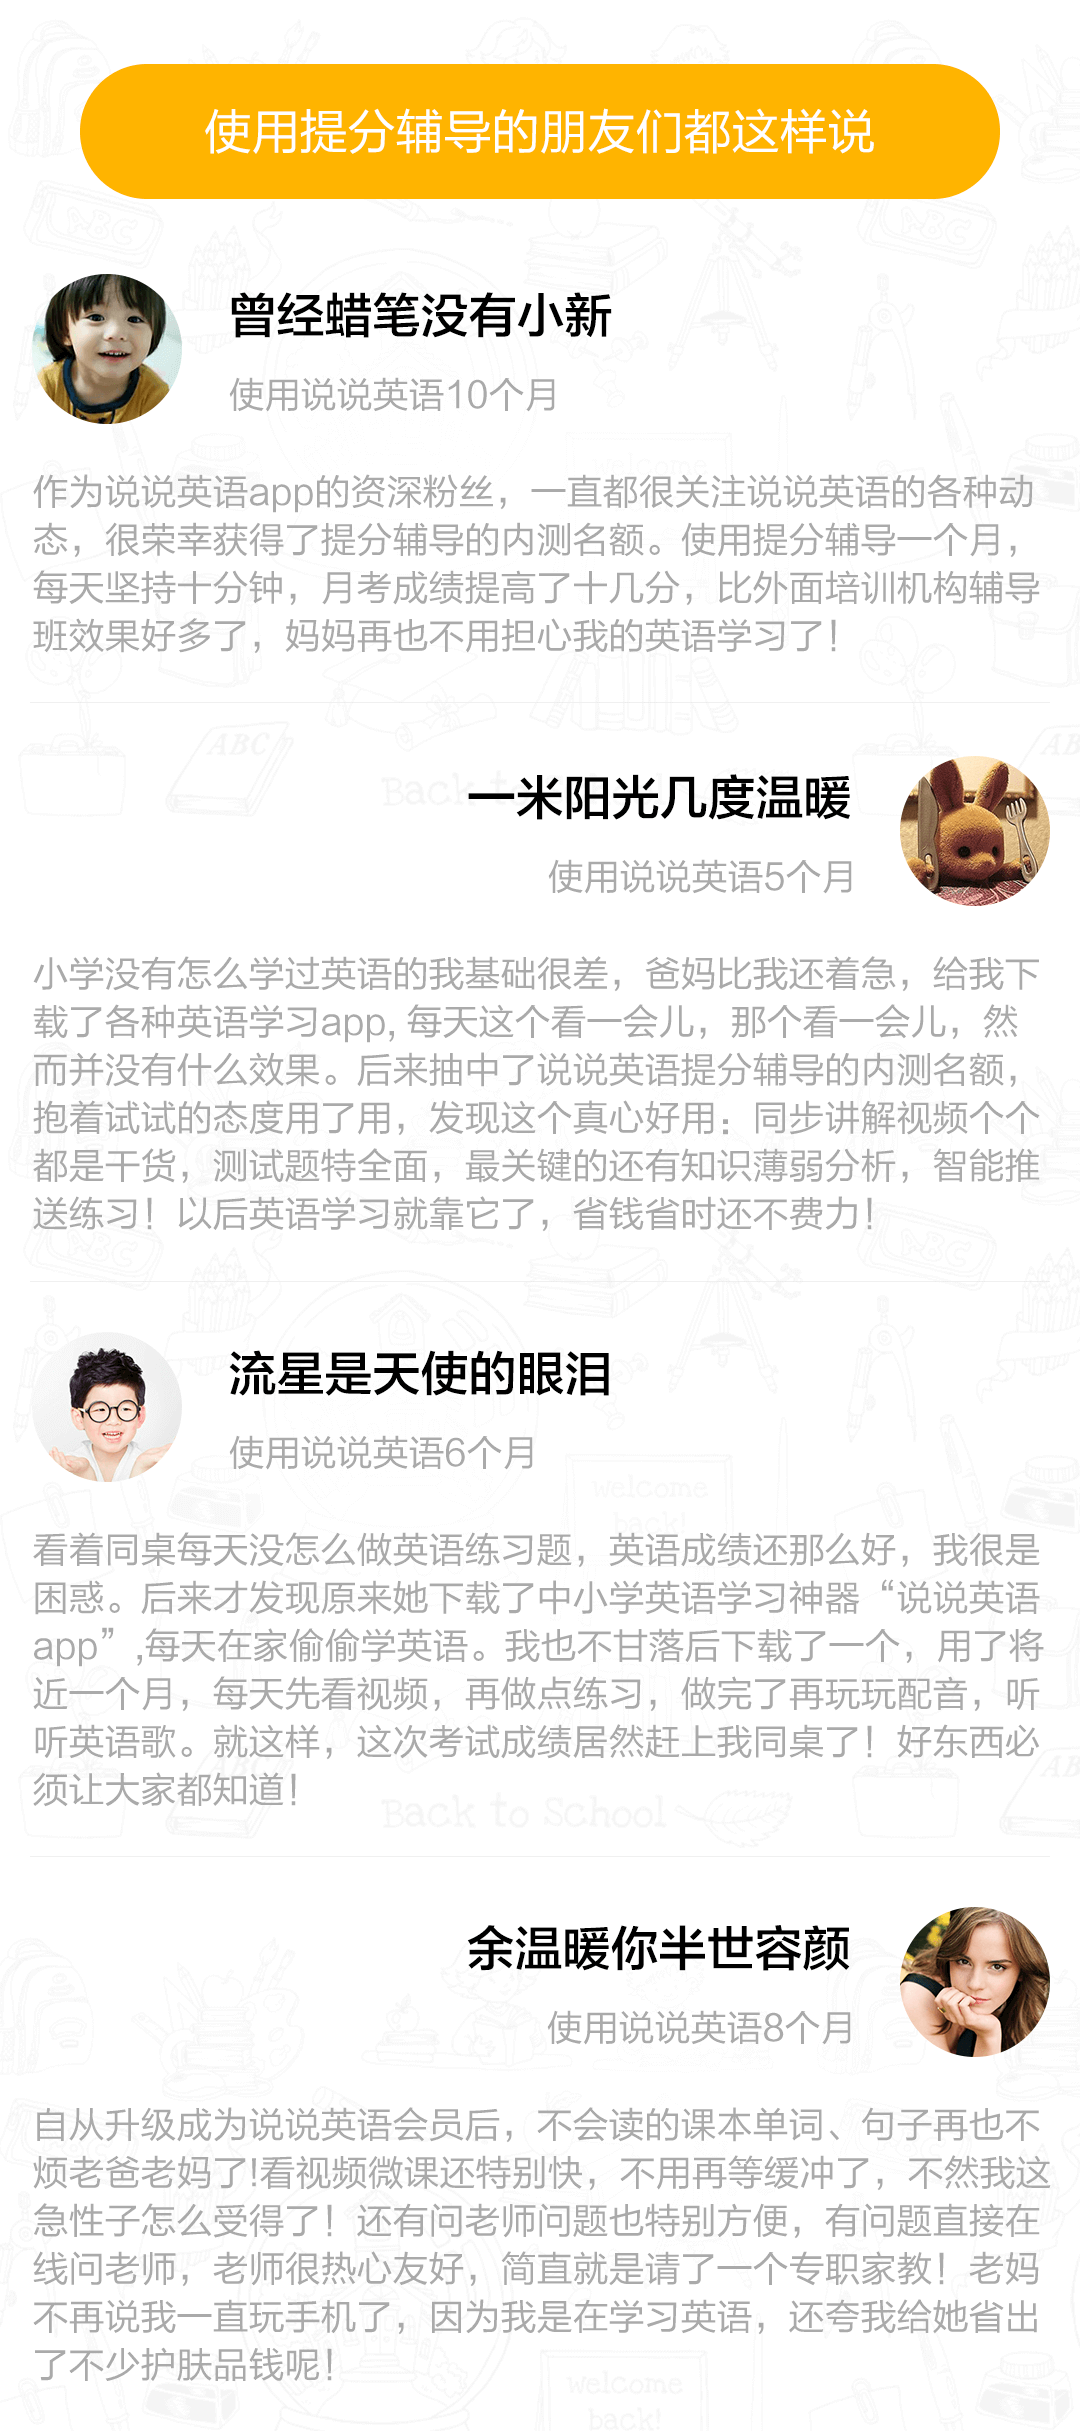 使用提分辅导的朋友们都这样说
曾经蜡笔没有小新
使用说说英语10个月
作为说说英语app的资深粉丝，一直都很关注说说英语的各种动
态，很荣幸获得了提分辅导的内测名额。使用提分辅导一个月，
每天坚持十分钟，月考成绩提高了十几分，比外面培训机构辅导
班效果好多了，妈妈再也不用担心我的英语学习了！
ABC
Back to
一米阳光几度温暖
使用说说英语5个月
小学没有怎么学过英语的我基础很差，爸妈比我还着急，给我下
载了各种英语学习app, 每天这个看一会儿，那个看一会儿，然
而并没有什么效果。后来抽中了说说英语提分辅导的内测名额，
抱着试试的态度用了用，发现这个真心好用：同步讲解视频个个
都是干货，测试题特全面，最关键的还有知识薄弱分析，智能推
送练习！以后英语学习就靠它了，省钱省时还不费力！
流星是天使的眼泪
使用说说英语6个月
welcome
back!
看着同桌每天没怎么做英语练习题，英语成绩还那么好，我很是
困惑。后来才发现原来她下载了中小学英语学习神器“说说英语
app”,每天在家偷偷学英语。我也不甘落后下载了一个，用了将
近一个月，每天先看视频，再做点练习，做完了再玩玩配音，听
听英语歌。就这样，这次考试成绩居然赶上我同桌了！好东西必
须让大家都知道！
Back to School
余温暖你半世容颜
使用说说英语8个月
自从升级成为说说英语会员后，不会读的课本单词、句子再也不
烦老爸老妈了!看视频微课还特别快，不用再等缓冲了，不然我这
急性子怎么受得了！还有问老师问题也特别方便，有问题直接在
线问老师，老师很热心友好，简直就是请了一个专职家教！老妈
不再说我一直玩手机了，因为我是在学习英语，还夸我给她省出
了不少护肤品钱呢！
welcome
back!